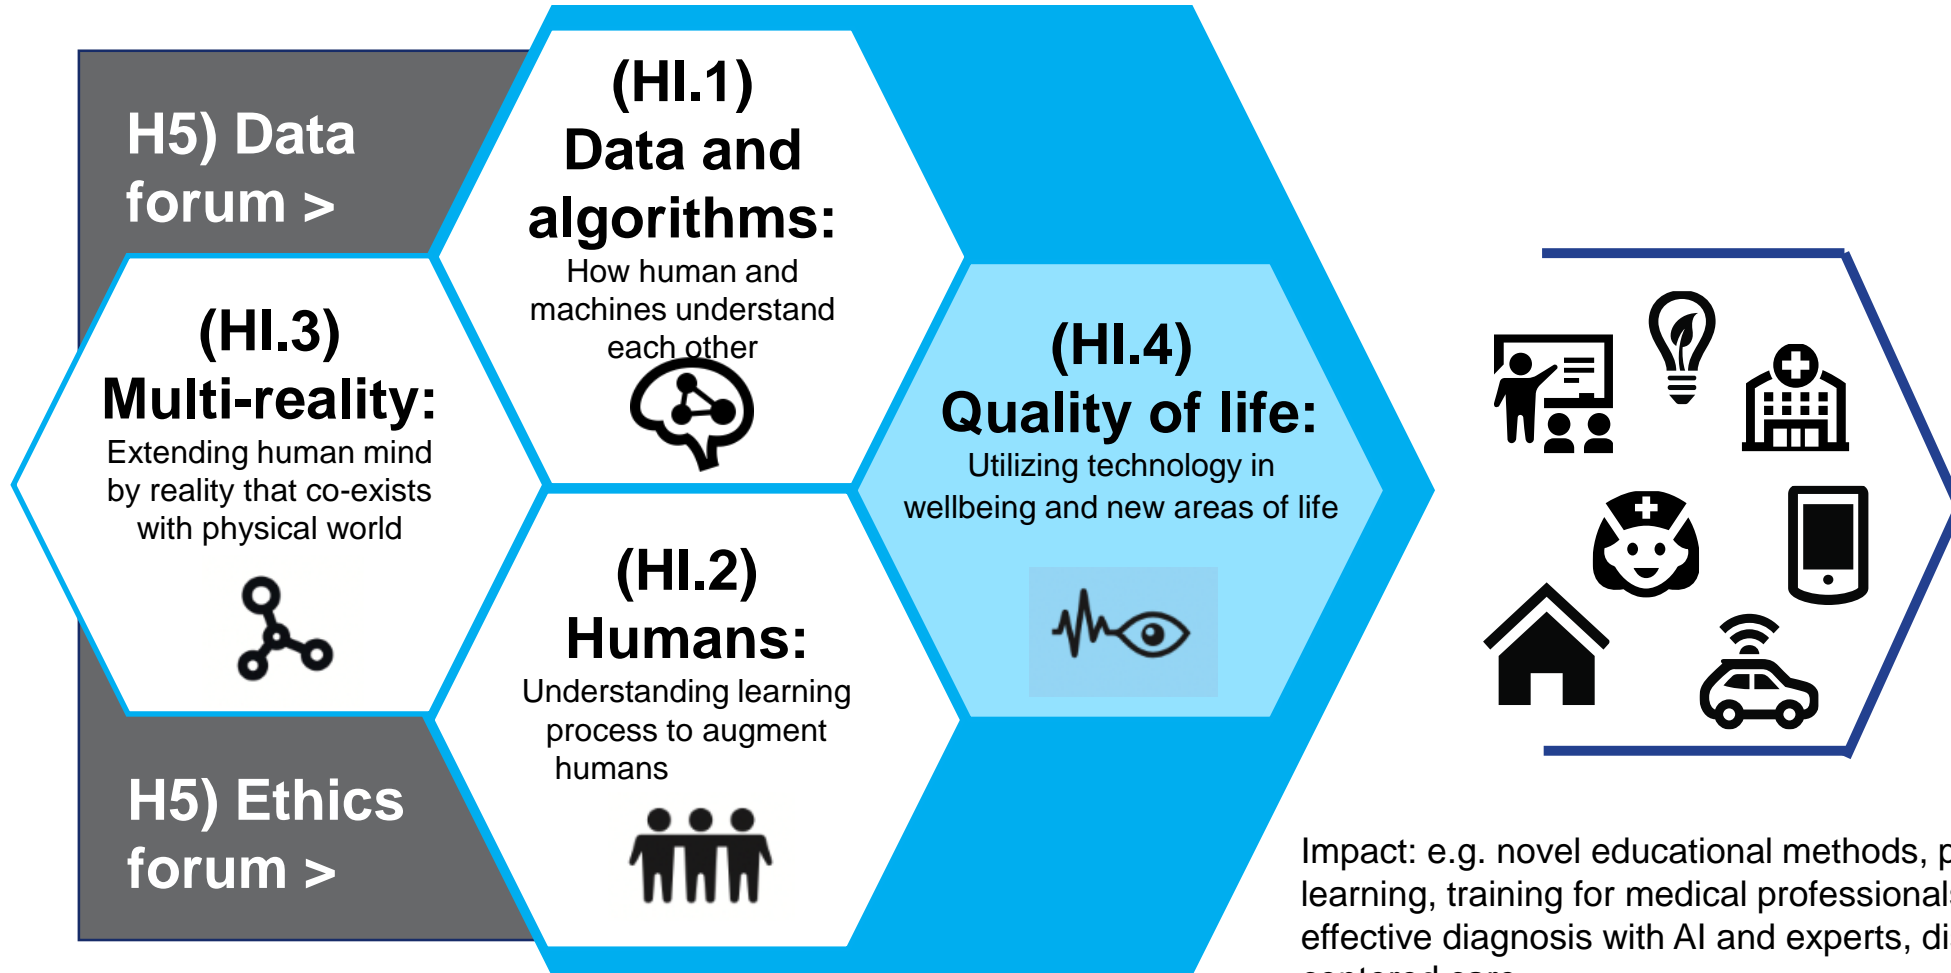 H5) Data
forum >
(HI.1)
Data and
algorithms:
How human and
machines understand
each other
(HI.3)
Multi-reality:
Extending human mind
by reality that co-exists
with physical world
(HI.4)
Quality of life:
Utilizing technology in
wellbeing and new areas of life
(HI.2)
Humans:
Understanding learning
process to augment
humans
H5) Ethics
forum >
Impact: e.g. novel educational methods,
learning, training for medical professionals
effective diagnosis with AI and experts,
centered care